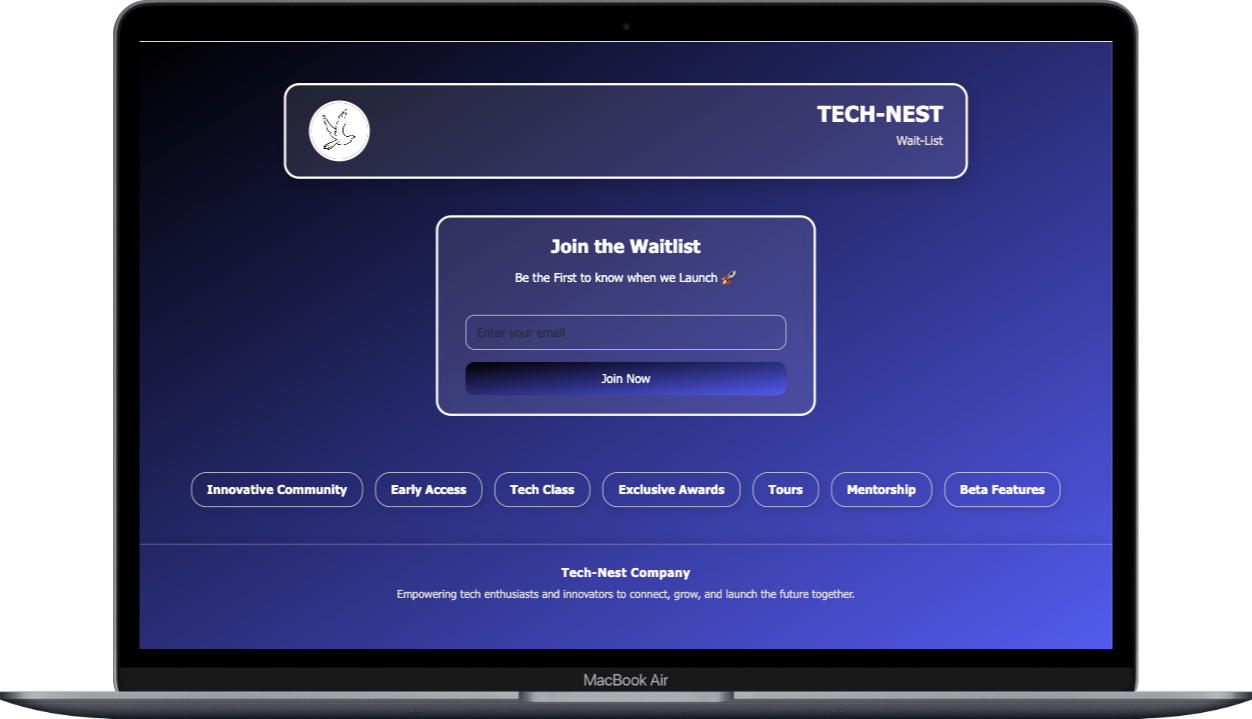 TECH-NEST
Wait-List
Join the Waitlist
Be the First to know when we Launch 🚀
Enter your email
Join Now
Innovative Community Early Access Tech Class Exclusive Awards Tours Mentorship Beta Features
Tech-Nest Company
Empowering tech enthusiasts and innovators to connect, grow, and launch the future together.
MacBook Air